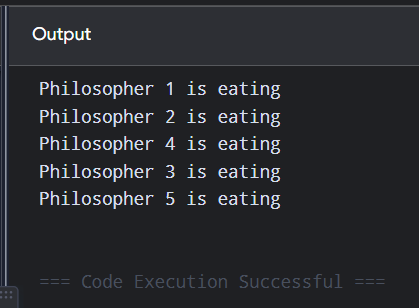 Output
Philosopher 1 is eating
Philosopher 2 is eating
Philosopher 4 is eating
Philosopher 3 is eating
Philosopher 5 is eating
=== Code Execution Successful ===